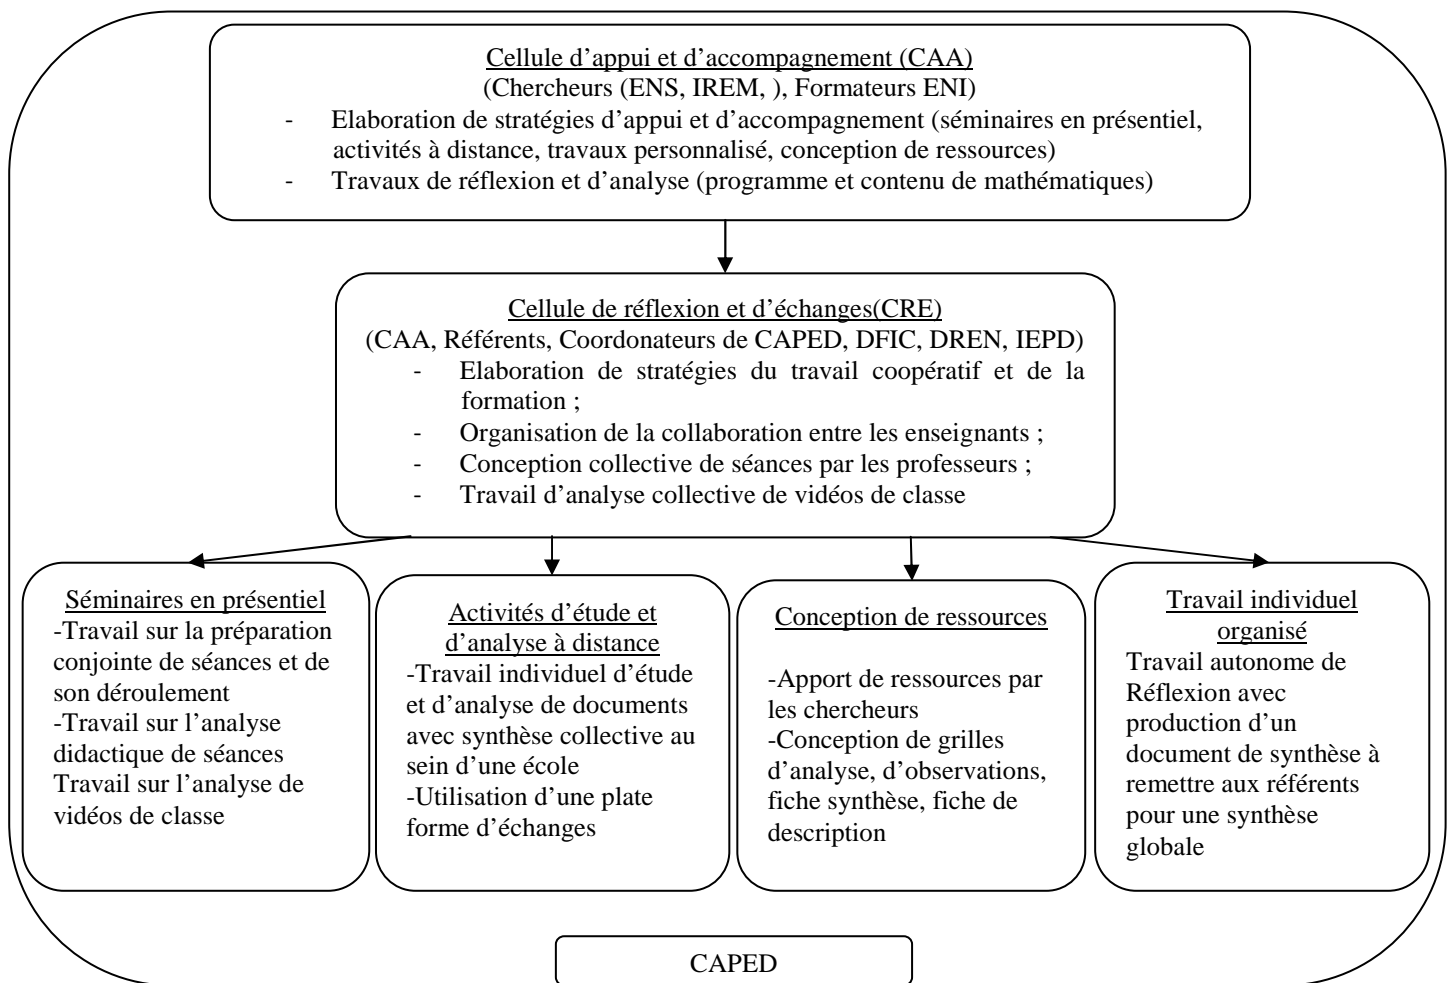 Cellule d’appui et d’accompagnement (CAA)
(Chercheurs (ENS, IREM, ), Formateurs ENI)
- Elaboration de stratégies d’appui et d’accompagnement (séminaires en présentiel,
activités à distance, travaux personnalisé, conception de ressources)
- Travaux de réflexion et d’analyse (programme et contenu de mathématiques)
Cellule de réflexion et d’échanges(CRE)
(CAA, Référents, Coordonateurs de CAPED, DFIC, DREN, IEPD)
- Elaboration de stratégies du travail coopératif et de la
formation ;
- Organisation de la collaboration entre les enseignants ;
- Conception collective de séances par les professeurs ;
- Travail d’analyse collective de vidéos de classe
Séminaires en présentiel
-Travail sur la préparation
conjointe de séances et de
son déroulement
-Travail sur l’analyse
didactique de séances
Travail sur l’analyse de
vidéos de classe
Activités d’étude et
d’analyse à distance
-Travail individuel d’étude
et d’analyse de documents
avec synthèse collective au
sein d’une école
-Utilisation d’une plate
forme d’échanges
Conception de ressources
-Apport de ressources par
les chercheurs
-Conception de grilles
d’analyse, d’observations,
fiche synthèse, fiche de
description
Travail individuel
organisé
Travail autonome de
Réflexion avec
production d’un
document de synthèse à
remettre aux référents
pour une synthèse
globale
CAPED